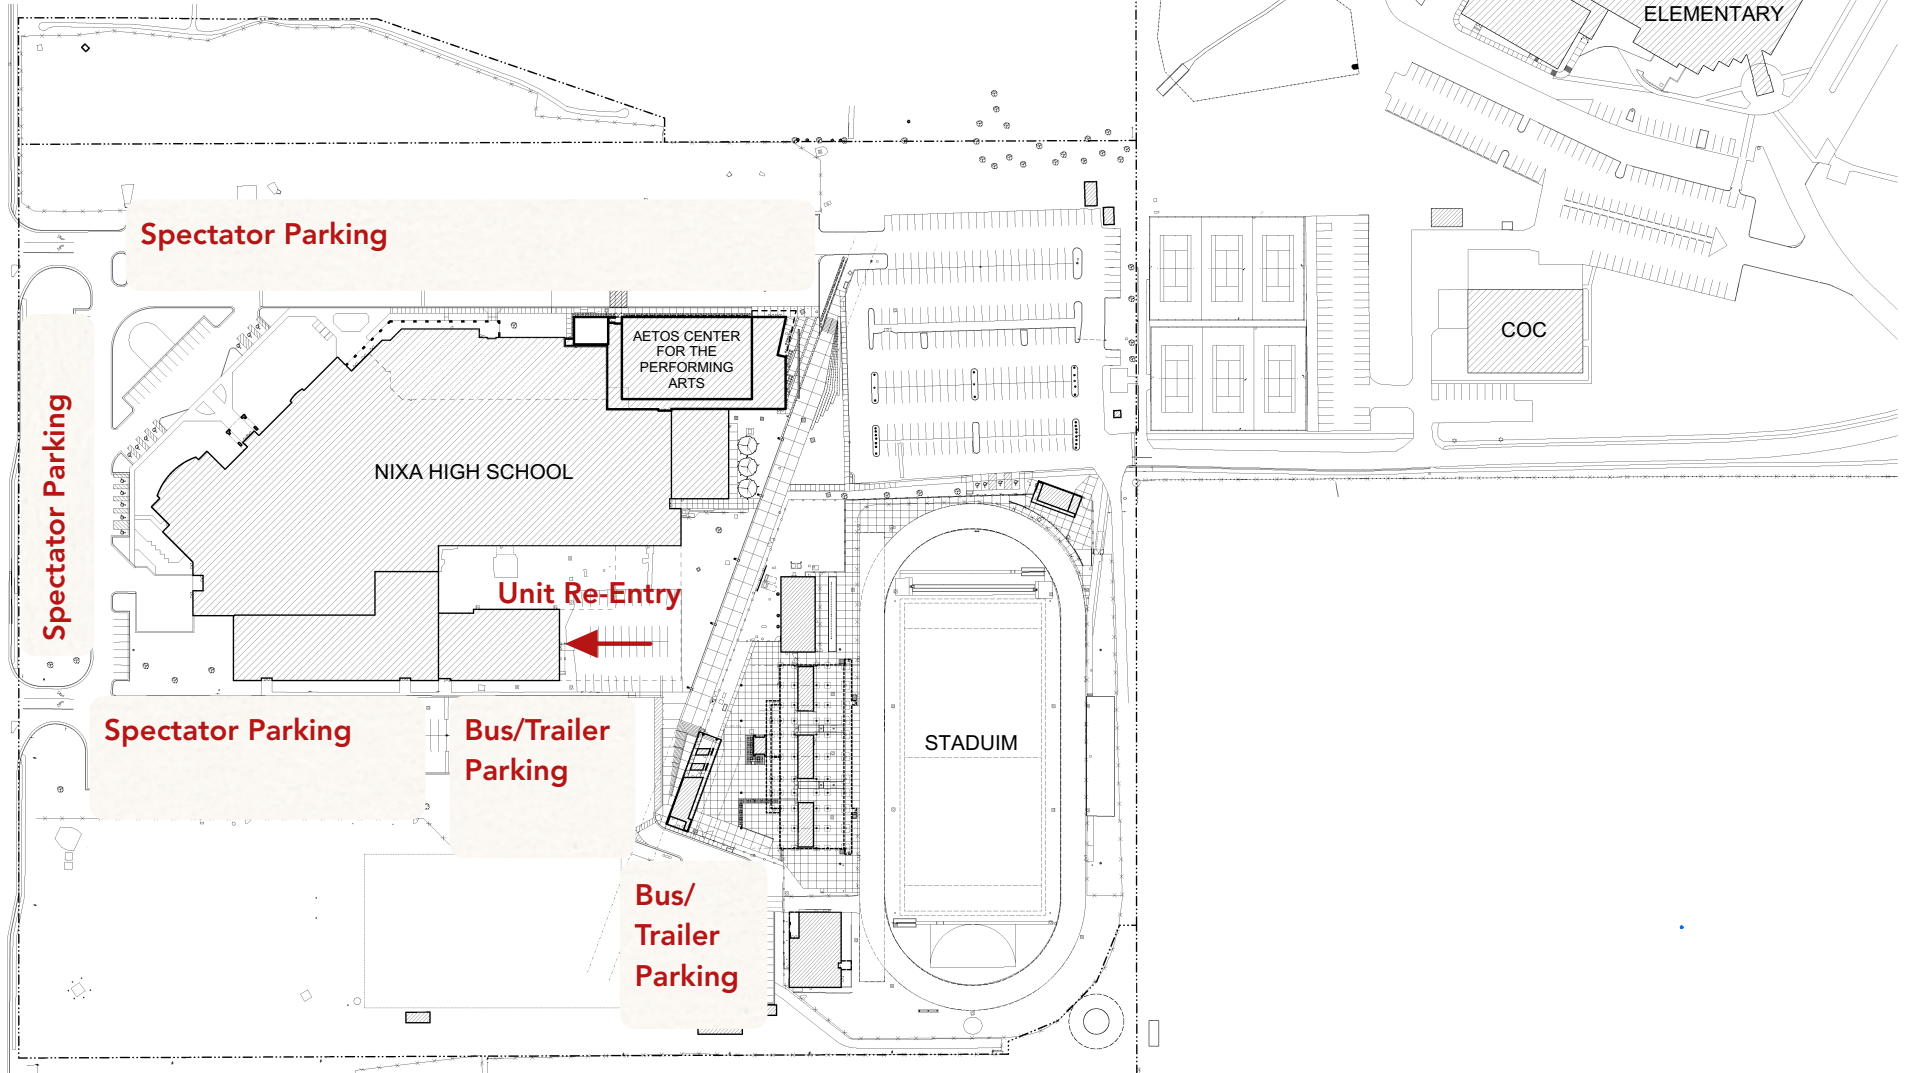 ELEMENTARY
Spectator Parking
AETOS CENTER
FOR THE
PERFORMING
ARTS
COC
Spectator Parking
NIXA HIGH SCHOOL
Unit Re-Entry
Spectator Parking
Bus/Trailer
Parking
STADUIM
Bus/
Trailer
Parking